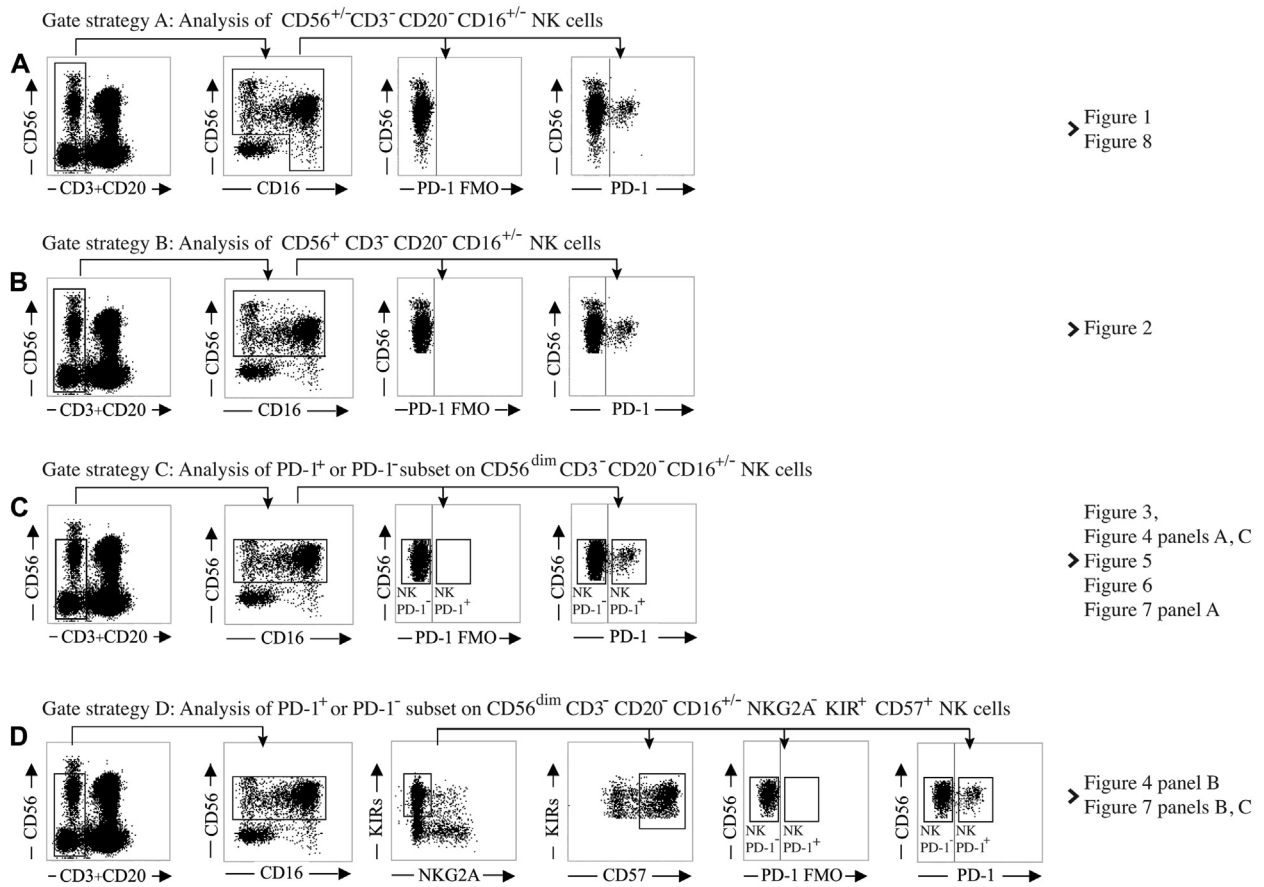 Gate strategy A: Analysis of CD56+/-CD3- CD20- CD16+/- NK cells
A
CD56
CD3+CD20
CD56
CD16
CD56
PD-1 FMO
CD56
PD-1
Figure 1
Figure 8
Gate strategy B: Analysis of CD56+ CD3- CD20- CD16+/- NK cells
B
CD56
CD3+CD20
CD56
CD16
CD56
PD-1 FMO
CD56
PD-1
Figure 2
Gate strategy C: Analysis of PD-1+ or PD-1- subset on CD56dim CD3- CD20- CD16+/- NK cells
C
CD56
CD3+CD20
CD56
CD16
CD56
NK
PD-1-
NK
PD-1+
PD-1 FMO
CD56
NK
PD-1-
NK
PD-1+
PD-1
Figure 3,
Figure 4 panels A, C
Figure 5
Figure 6
Figure 7 panel A
Gate strategy D: Analysis of PD-1+ or PD-1- subset on CD56dim CD3- CD20- CD16+/- NKG2A- KIR+ CD57+ NK cells
D
CD56
CD3+CD20
CD56
CD16
KIRs
NKG2A
KIRs
CD57
CD56
NK
PD-1-
NK
PD-1+
PD-1 FMO
CD56
NK
PD-1-
NK
PD-1+
PD-1
Figure 4 panel B
Figure 7 panels B, C